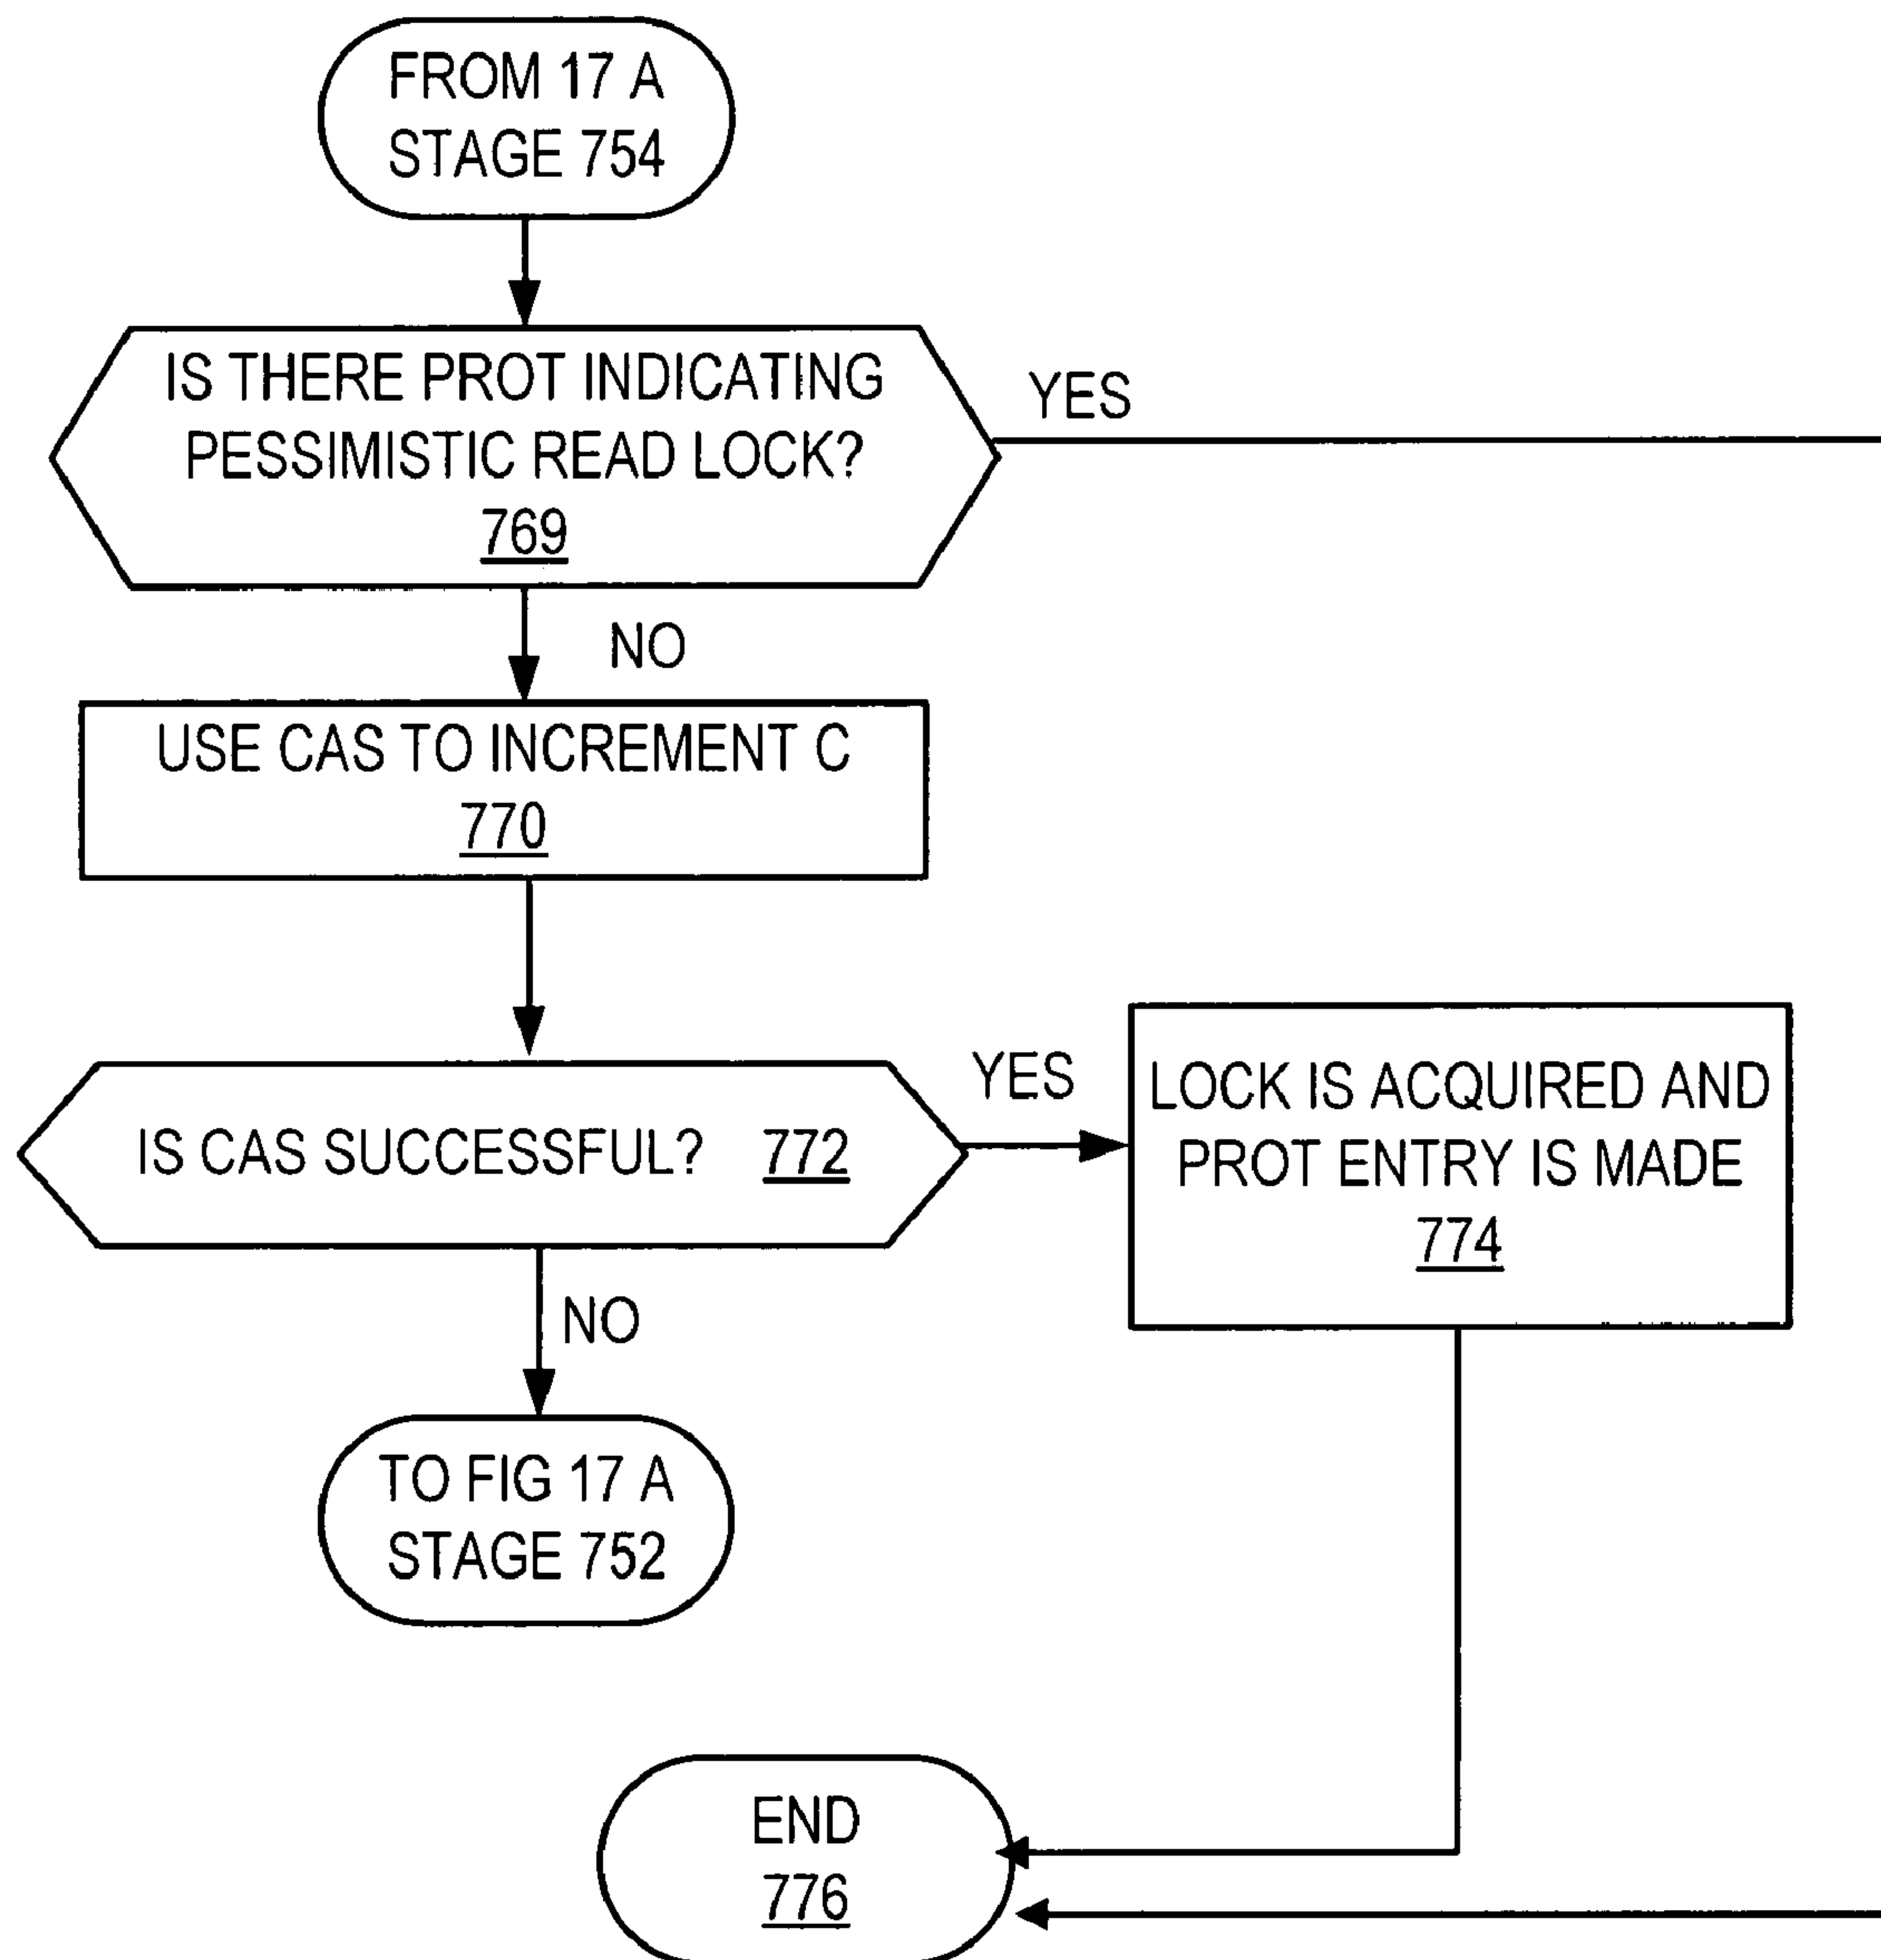 FROM 17 A
STAGE 754
IS THERE PROT INDICATING
PESSIMISTIC READ LOCK?
769
YES
NO
USE CAS TO INCREMENT C
770
IS CAS SUCCESSFUL? 772
YES
LOCK IS ACQUIRED AND
PROT ENTRY IS MADE
774
NO
TO FIG 17 A
STAGE 752
END
776